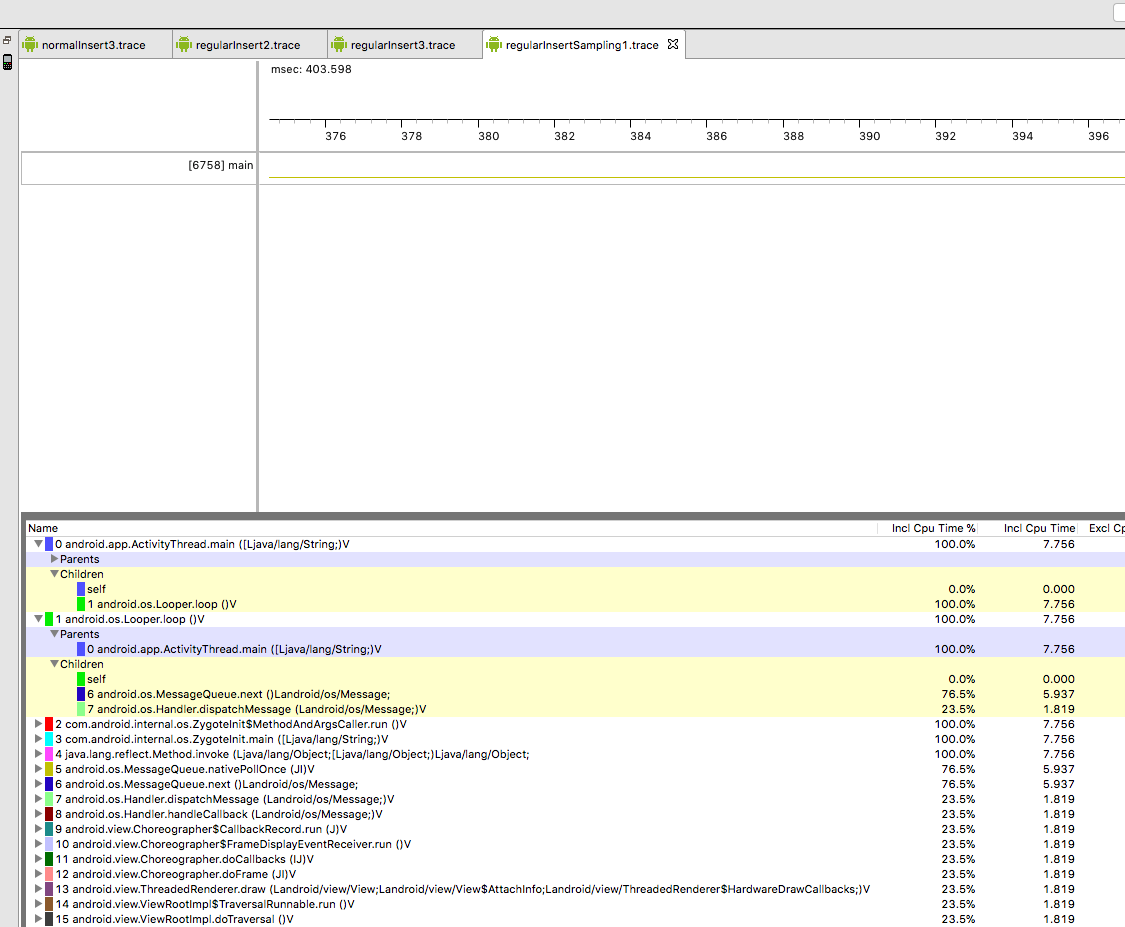 normalInsert3.trace regularInsert2.trace regularInsert3.trace regularInsertSampling1.trace
msec: 403.598
376 378 380 382 384 386 388 390 392 394 396
[6758] main
Name Incl Cpu Time % Incl Cpu Time Excl Cp
0 android.app.ActivityThread.main ([Ljava/lang/String;)V 100.0% 7.756
Parents
Children
self 0.0% 0.000
1 android.os.Looper.loop ()V 100.0% 7.756
1 android.os.Looper.loop ()V 100.0% 7.756
Parents
0 android.app.ActivityThread.main ([Ljava/lang/String;)V 100.0% 7.756
Children
self 0.0% 0.000
6 android.os.MessageQueue.next ()Landroid/os/Message; 76.5% 5.937
7 android.os.Handler.dispatchMessage (Landroid/os/Message;)V 23.5% 1.819
2 com.android.internal.os.ZygoteInit$MethodAndArgsCaller.run ()V 100.0% 7.756
3 com.android.internal.os.ZygoteInit.main ([Ljava/lang/String;)V 100.0% 7.756
4 java.lang.reflect.Method.invoke (Ljava/lang/Object;[Ljava/lang/Object;)Ljava/lang/Object; 100.0% 7.756
5 android.os.MessageQueue.nativePollOnce (JI)V 76.5% 5.937
6 android.os.MessageQueue.next ()Landroid/os/Message; 76.5% 5.937
7 android.os.Handler.dispatchMessage (Landroid/os/Message;)V 23.5% 1.819
8 android.os.Handler.handleCallback (Landroid/os/Message;)V 23.5% 1.819
9 android.view.Choreographer$CallbackRecord.run (J)V 23.5% 1.819
10 android.view.Choreographer$FrameDisplayEventReceiver.run ()V 23.5% 1.819
11 android.view.Choreographer.doCallbacks (IJ)V 23.5% 1.819
12 android.view.Choreographer.doFrame (JI)V 23.5% 1.819
13 android.view.ThreadedRenderer.draw (Landroid/view/View;Landroid/view/View$AttachInfo;Landroid/view/ThreadedRenderer$HardwareDrawCallbacks;)V 23.5% 1.819
14 android.view.ViewRootImpl$TraversalRunnable.run ()V 23.5% 1.819
15 android.view.ViewRootImpl.doTraversal ()V 23.5% 1.819